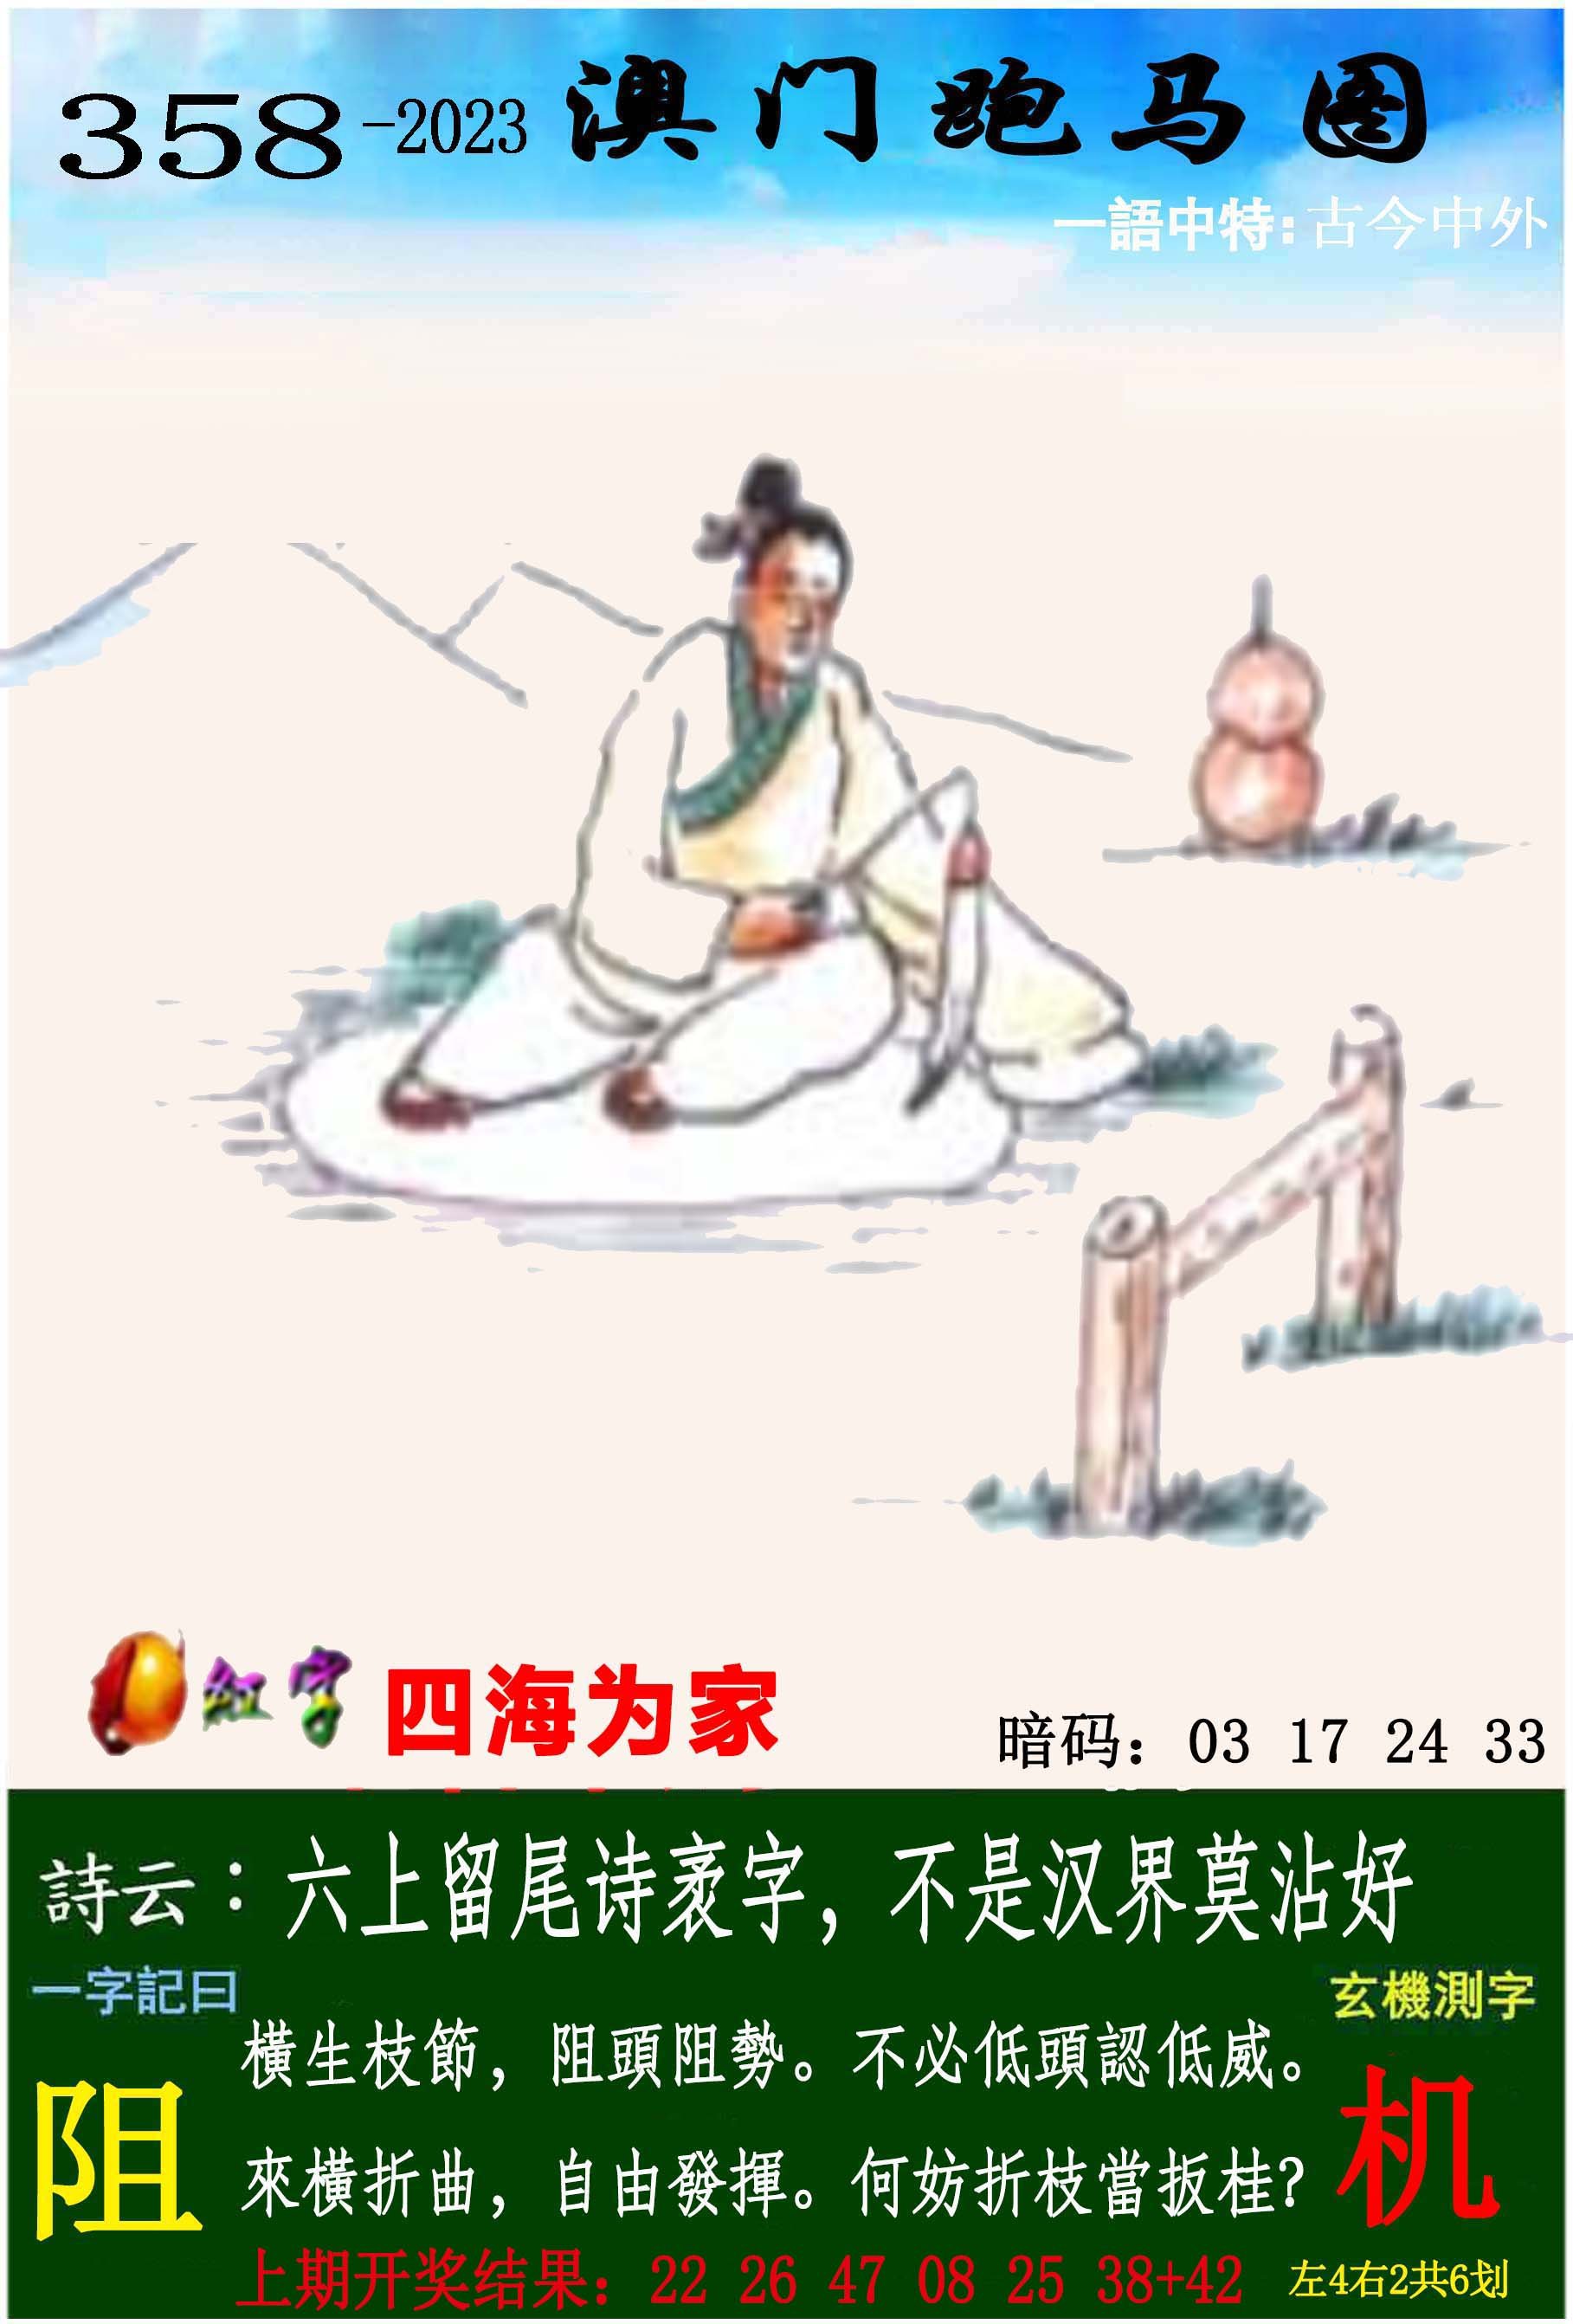 358-2023 澳门跑马图
一語中特:古今中外
红字 四海为家
暗码：03 17 24 33
詩云：六上留尾诗袤字，不是汉界莫沾好
一字記曰
玄機測字
橫生枝節，阻頭阻勢。不必低頭認低威。
阻
机
來橫折曲，自由發揮。何妨折枝當扳桂?
上期开奖结果：22 26 47 08 25 38+42
左4右2共6划